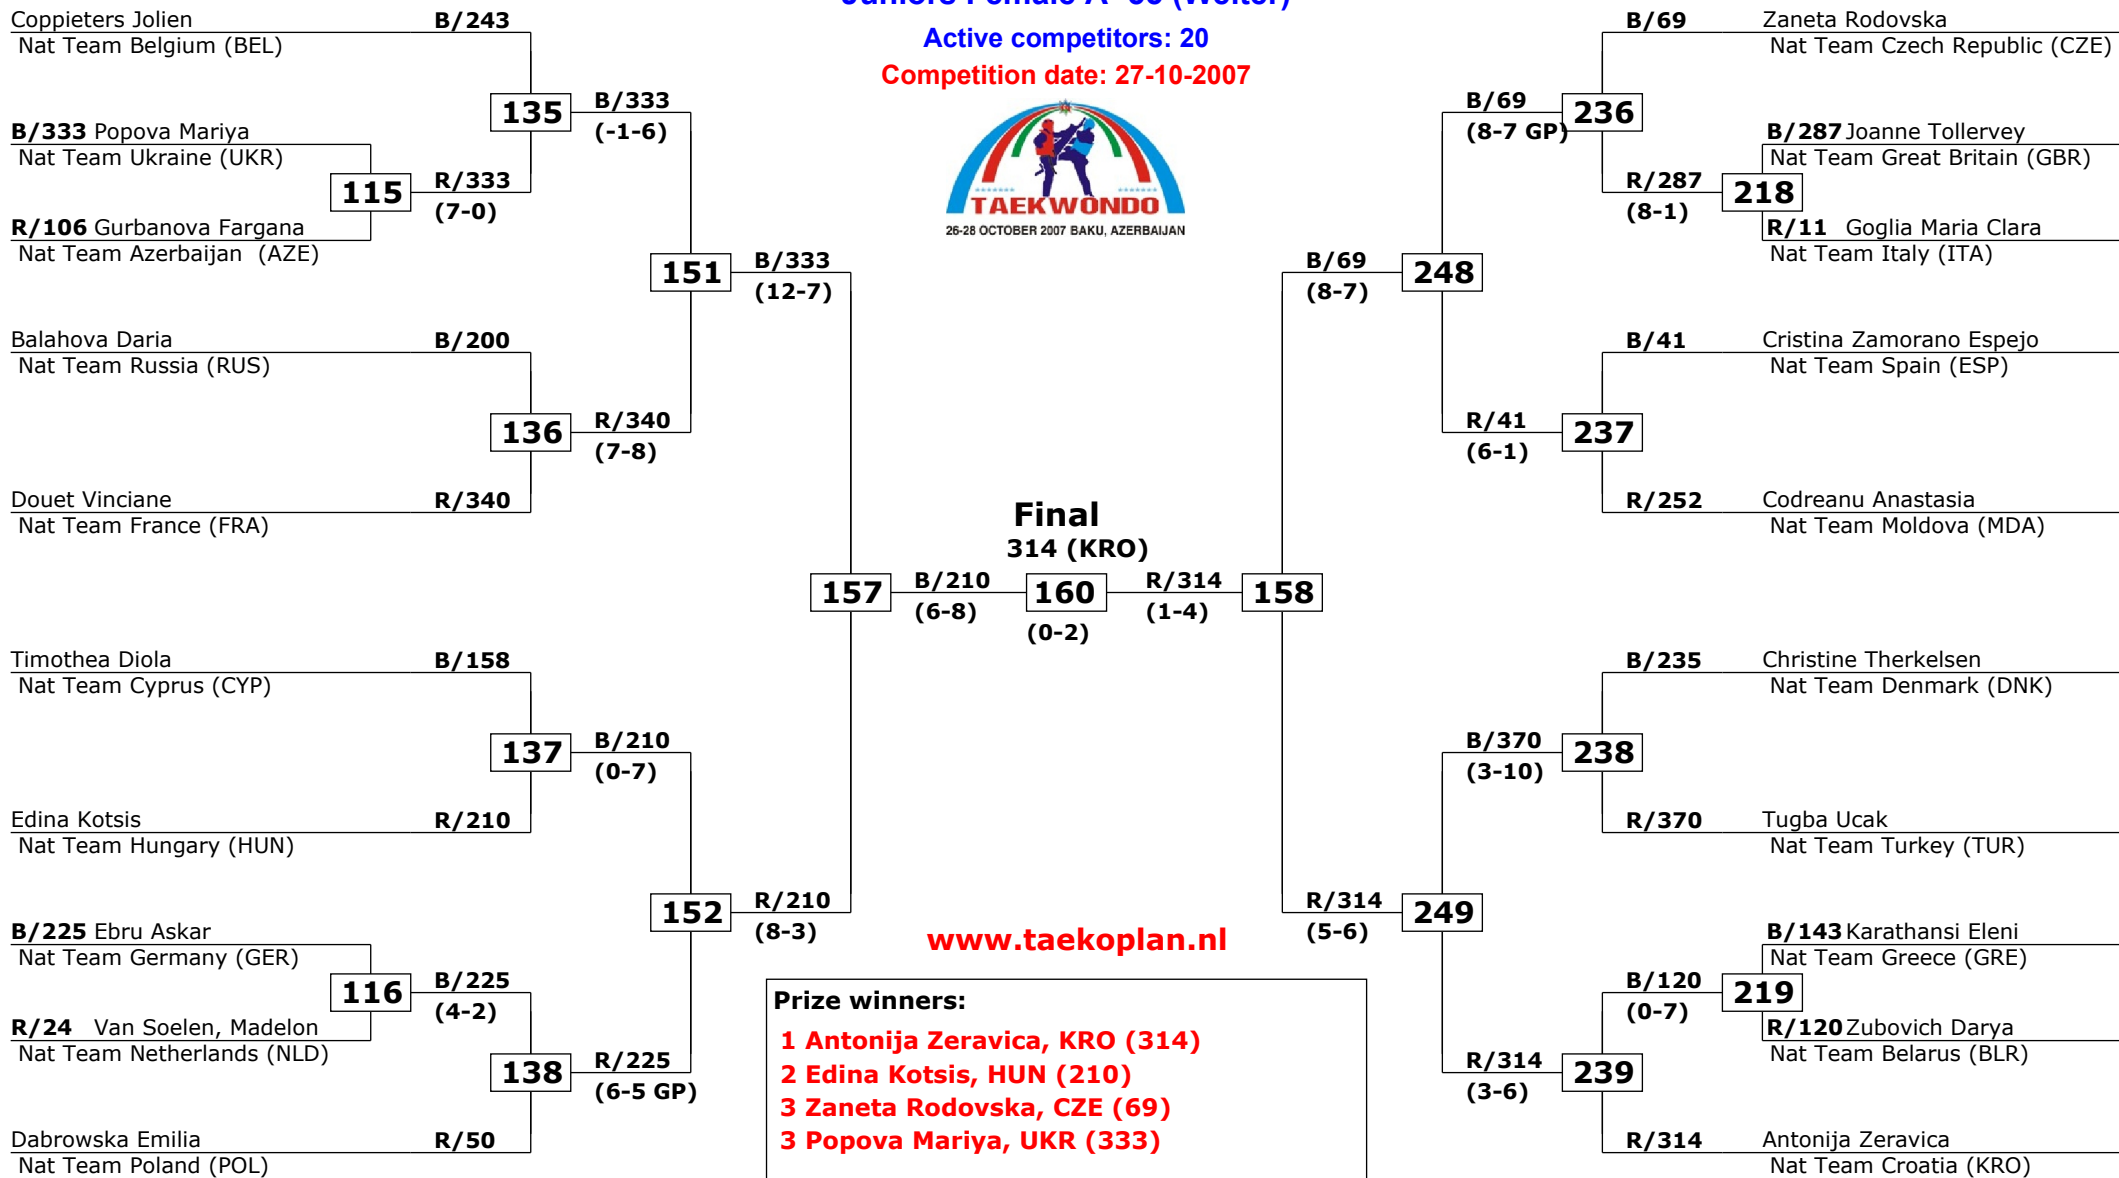 Active competitors: 20
Competition date: 27-10-2007
TAEKWONDO
26-28 OCTOBER 2007 BAKU, AZERBAIJAN
Coppieters Jolien B/243
Nat Team Belgium (BEL)
135 B/333
(-1-6)
B/333 Popova Mariya
Nat Team Ukraine (UKR)
115 R/333
(7-0)
R/106 Gurbanova Fargana
Nat Team Azerbaijan (AZE)
151 B/333
(12-7)
Balahova Daria B/200
Nat Team Russia (RUS)
136 R/340
(7-8)
Douet Vinciane R/340
Nat Team France (FRA)
157 B/210
(6-8)
Timothea Diola B/158
Nat Team Cyprus (CYP)
137 B/210
(0-7)
Edina Kotsis R/210
Nat Team Hungary (HUN)
152 R/210
(8-3)
B/225 Ebru Askar
Nat Team Germany (GER)
116 B/225
(4-2)
R/24 Van Soelen, Madelon
Nat Team Netherlands (NLD)
138 R/225
(6-5 GP)
Dabrowska Emilia R/50
Nat Team Poland (POL)
Final
314 (KRO)
160
(0-2)
B/69 Zaneta Rodovska
Nat Team Czech Republic (CZE)
B/69 236
(8-7 GP)
B/287 Joanne Tollervey
Nat Team Great Britain (GBR)
R/287 218
(8-1)
R/11 Goglia Maria Clara
Nat Team Italy (ITA)
B/69 248
(8-7)
B/41 Cristina Zamorano Espejo
Nat Team Spain (ESP)
R/41 237
(6-1)
R/252 Codreanu Anastasia
Nat Team Moldova (MDA)
R/314 158
(1-4)
B/235 Christine Therkelsen
Nat Team Denmark (DNK)
B/370 238
(3-10)
R/370 Tugba Ucak
Nat Team Turkey (TUR)
R/314 249
(5-6)
B/143 Karathansi Eleni
Nat Team Greece (GRE)
B/120 219
(0-7)
R/120 Zubovich Darya
Nat Team Belarus (BLR)
R/314 239
(3-6)
R/314 Antonija Zeravica
Nat Team Croatia (KRO)
www.taekoplan.nl
Prize winners:
1 Antonija Zeravica, KRO (314)
2 Edina Kotsis, HUN (210)
3 Zaneta Rodovska, CZE (69)
3 Popova Mariya, UKR (333)